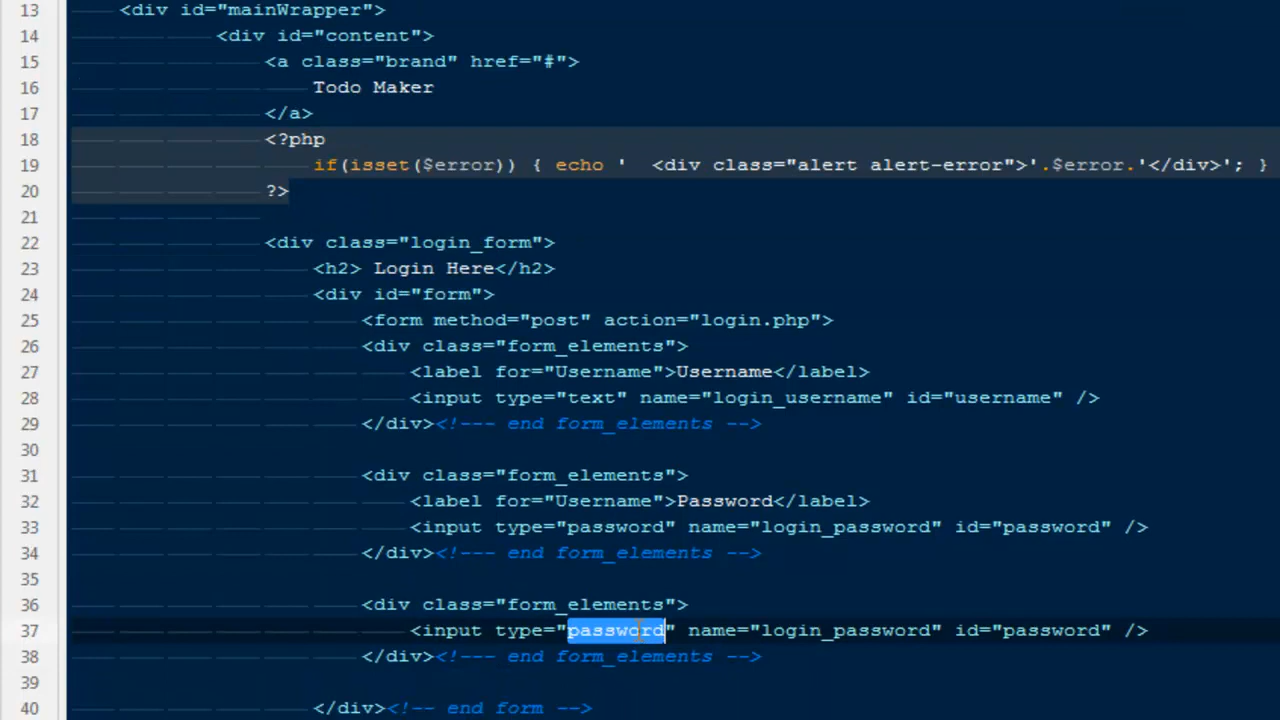 13 <div id="mainWrapper">
14 <div id="content">
15 <a class="brand" href="#">
16 Todo Maker
17 </a>
18 <?php
19 if(isset($error)) { echo '  <div class="alert alert-error">'.$error.'</div>'; }
20 ?>
21
22 <div class="login_form">
23 <h2> Login Here</h2>
24 <div id="form">
25 <form method="post" action="login.php">
26 <div class="form_elements">
27 <label for="Username">Username</label>
28 <input type="text" name="login_username" id="username" />
29 </div><!--- end form_elements -->
30
31 <div class="form_elements">
32 <label for="Username">Password</label>
33 <input type="password" name="login_password" id="password" />
34 </div><!--- end form_elements -->
35
36 <div class="form_elements">
37 <input type="password" name="login_password" id="password" />
38 </div><!--- end form_elements -->
39
40 </div><!-- end form -->